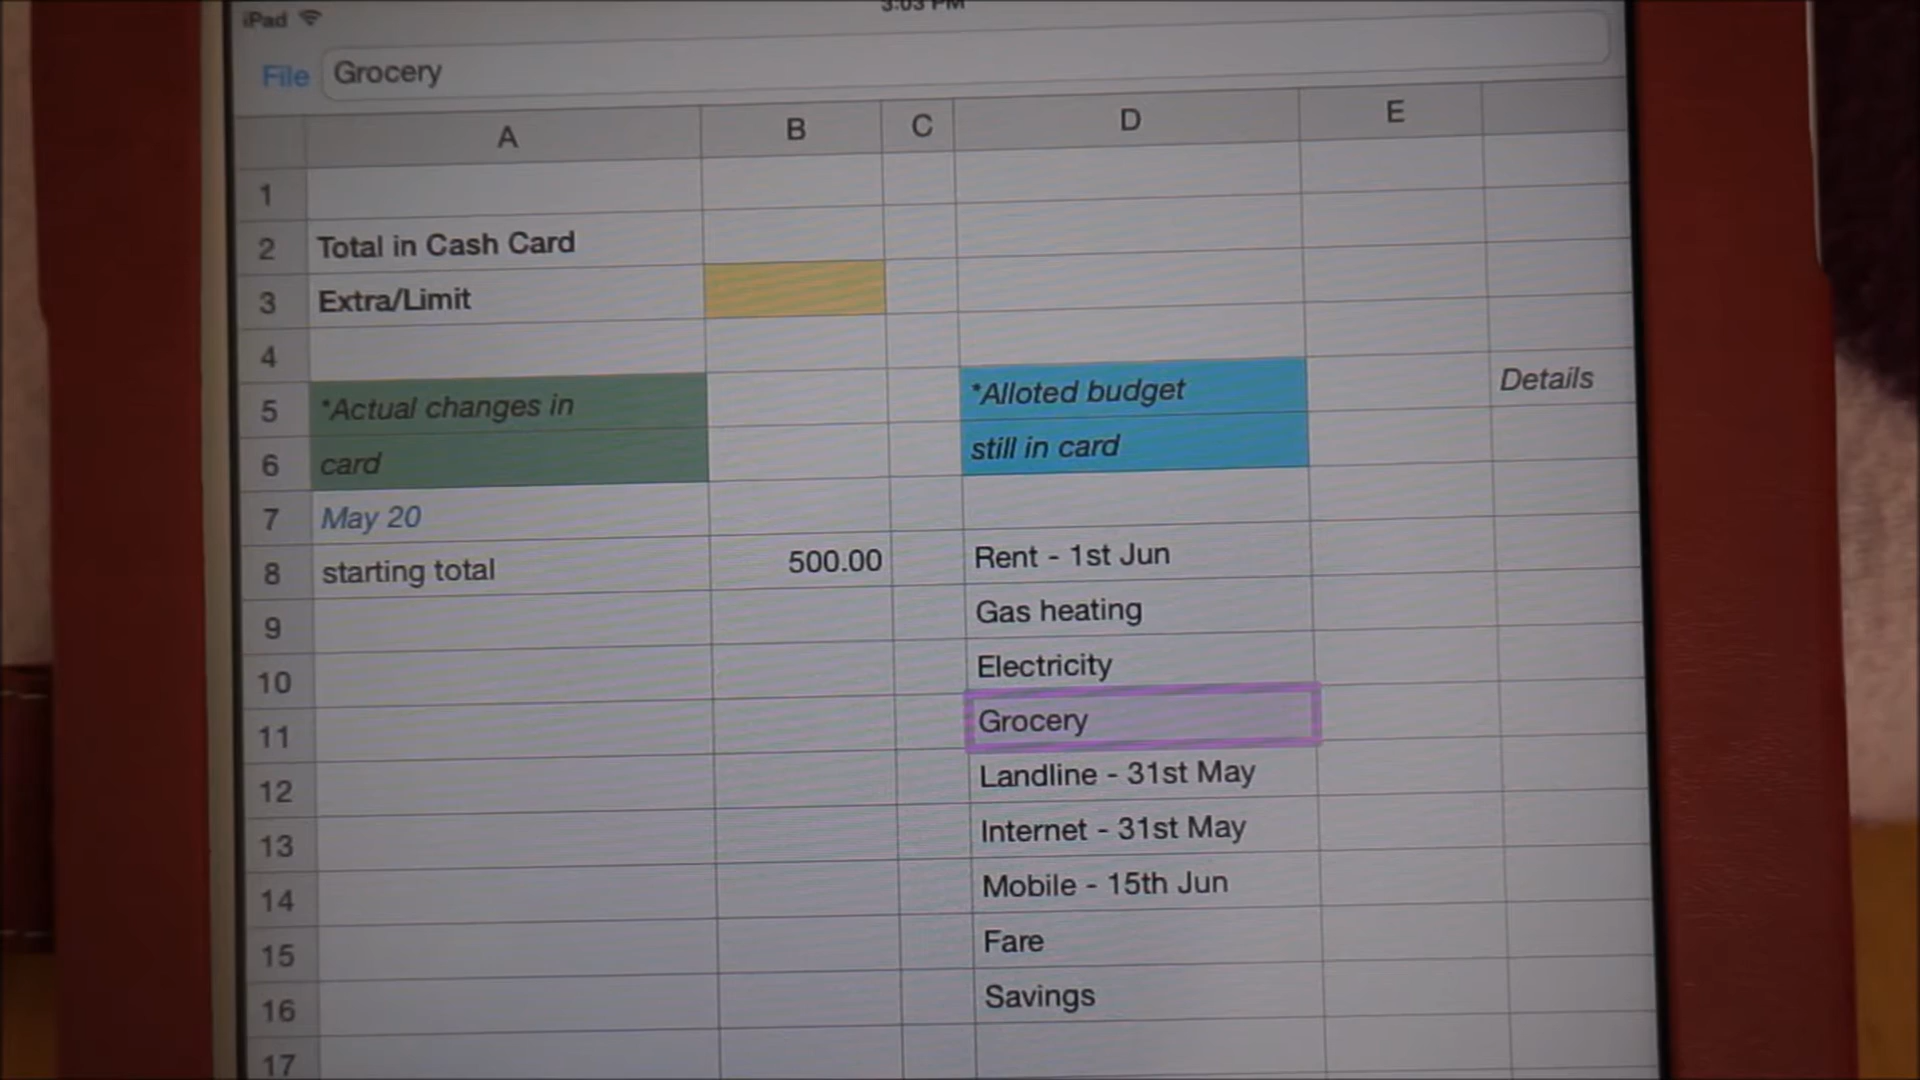 iPad
3:03 PM
File Grocery
A B C D E
1
2 Total in Cash Card
3 Extra/Limit
4
5 *Actual changes in *Alloted budget Details
6 card still in card
7 May 20
8 starting total 500.00 Rent - 1st Jun
9 Gas heating
10 Electricity
11 Grocery
12 Landline - 31st May
13 Internet - 31st May
14 Mobile - 15th Jun
15 Fare
16 Savings
17